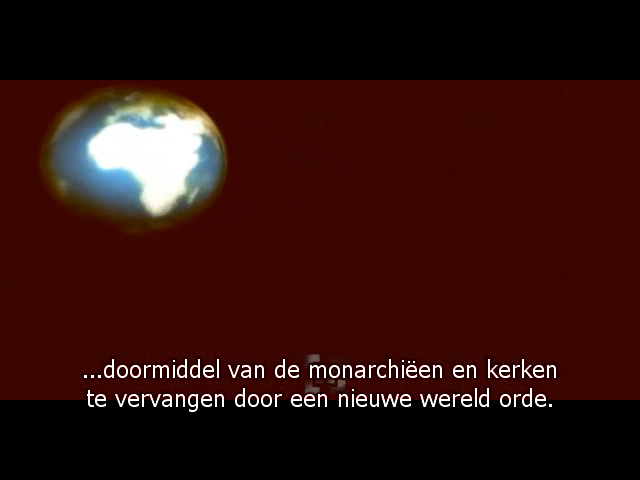 ...doormiddel van de monarchiëen en kerken
te vervangen door een nieuwe wereld orde.